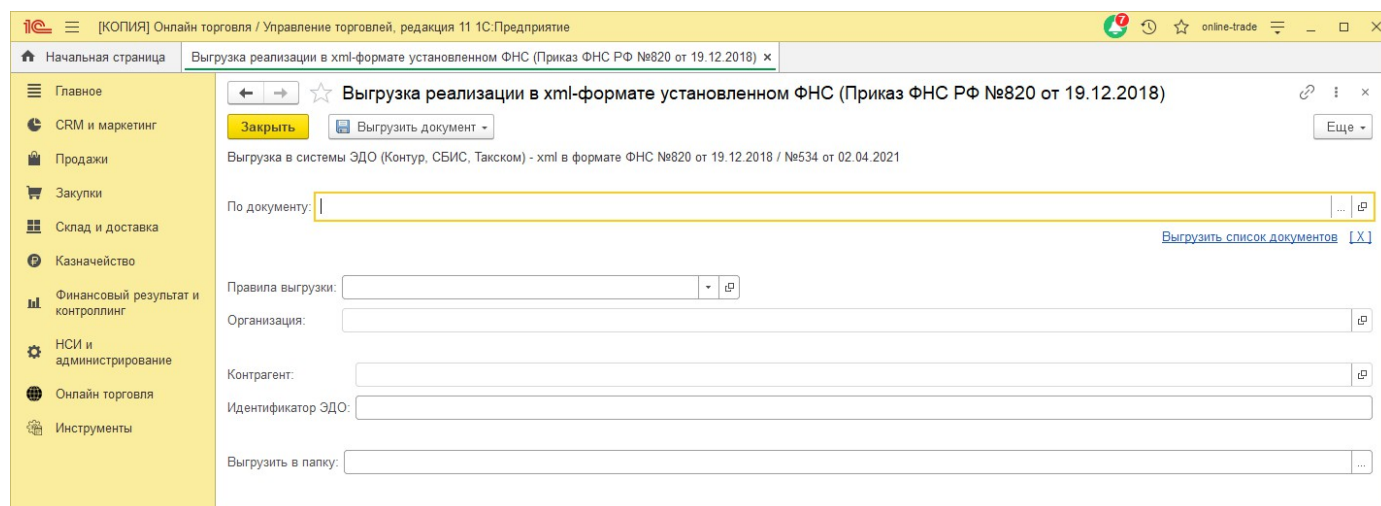 1С [КОПИЯ] Онлайн торговля / Управление торговлей, редакция 11 1С:Предприятие 7 online-trade
Начальная страница Выгрузка реализации в xml-формате установленном ФНС (Приказ ФНС РФ №820 от 19.12.2018) ×
Главное
CRM и маркетинг
Продажи
Закупки
Склад и доставка
Казначейство
Финансовый результат и
контроллинг
НСИ и
администрирование
Онлайн торговля
Инструменты
Выгрузка реализации в xml-формате установленном ФНС (Приказ ФНС РФ №820 от 19.12.2018)
Закрыть Выгрузить документ Еще
Выгрузка в системы ЭДО (Контур, СБИС, Такском) - xml в формате ФНС №820 от 19.12.2018 / №534 от 02.04.2021
По документу: ...
Выгрузить список документов [ X ]
Правила выгрузки:
Организация:
Контрагент:
Идентификатор ЭДО:
Выгрузить в папку: ...